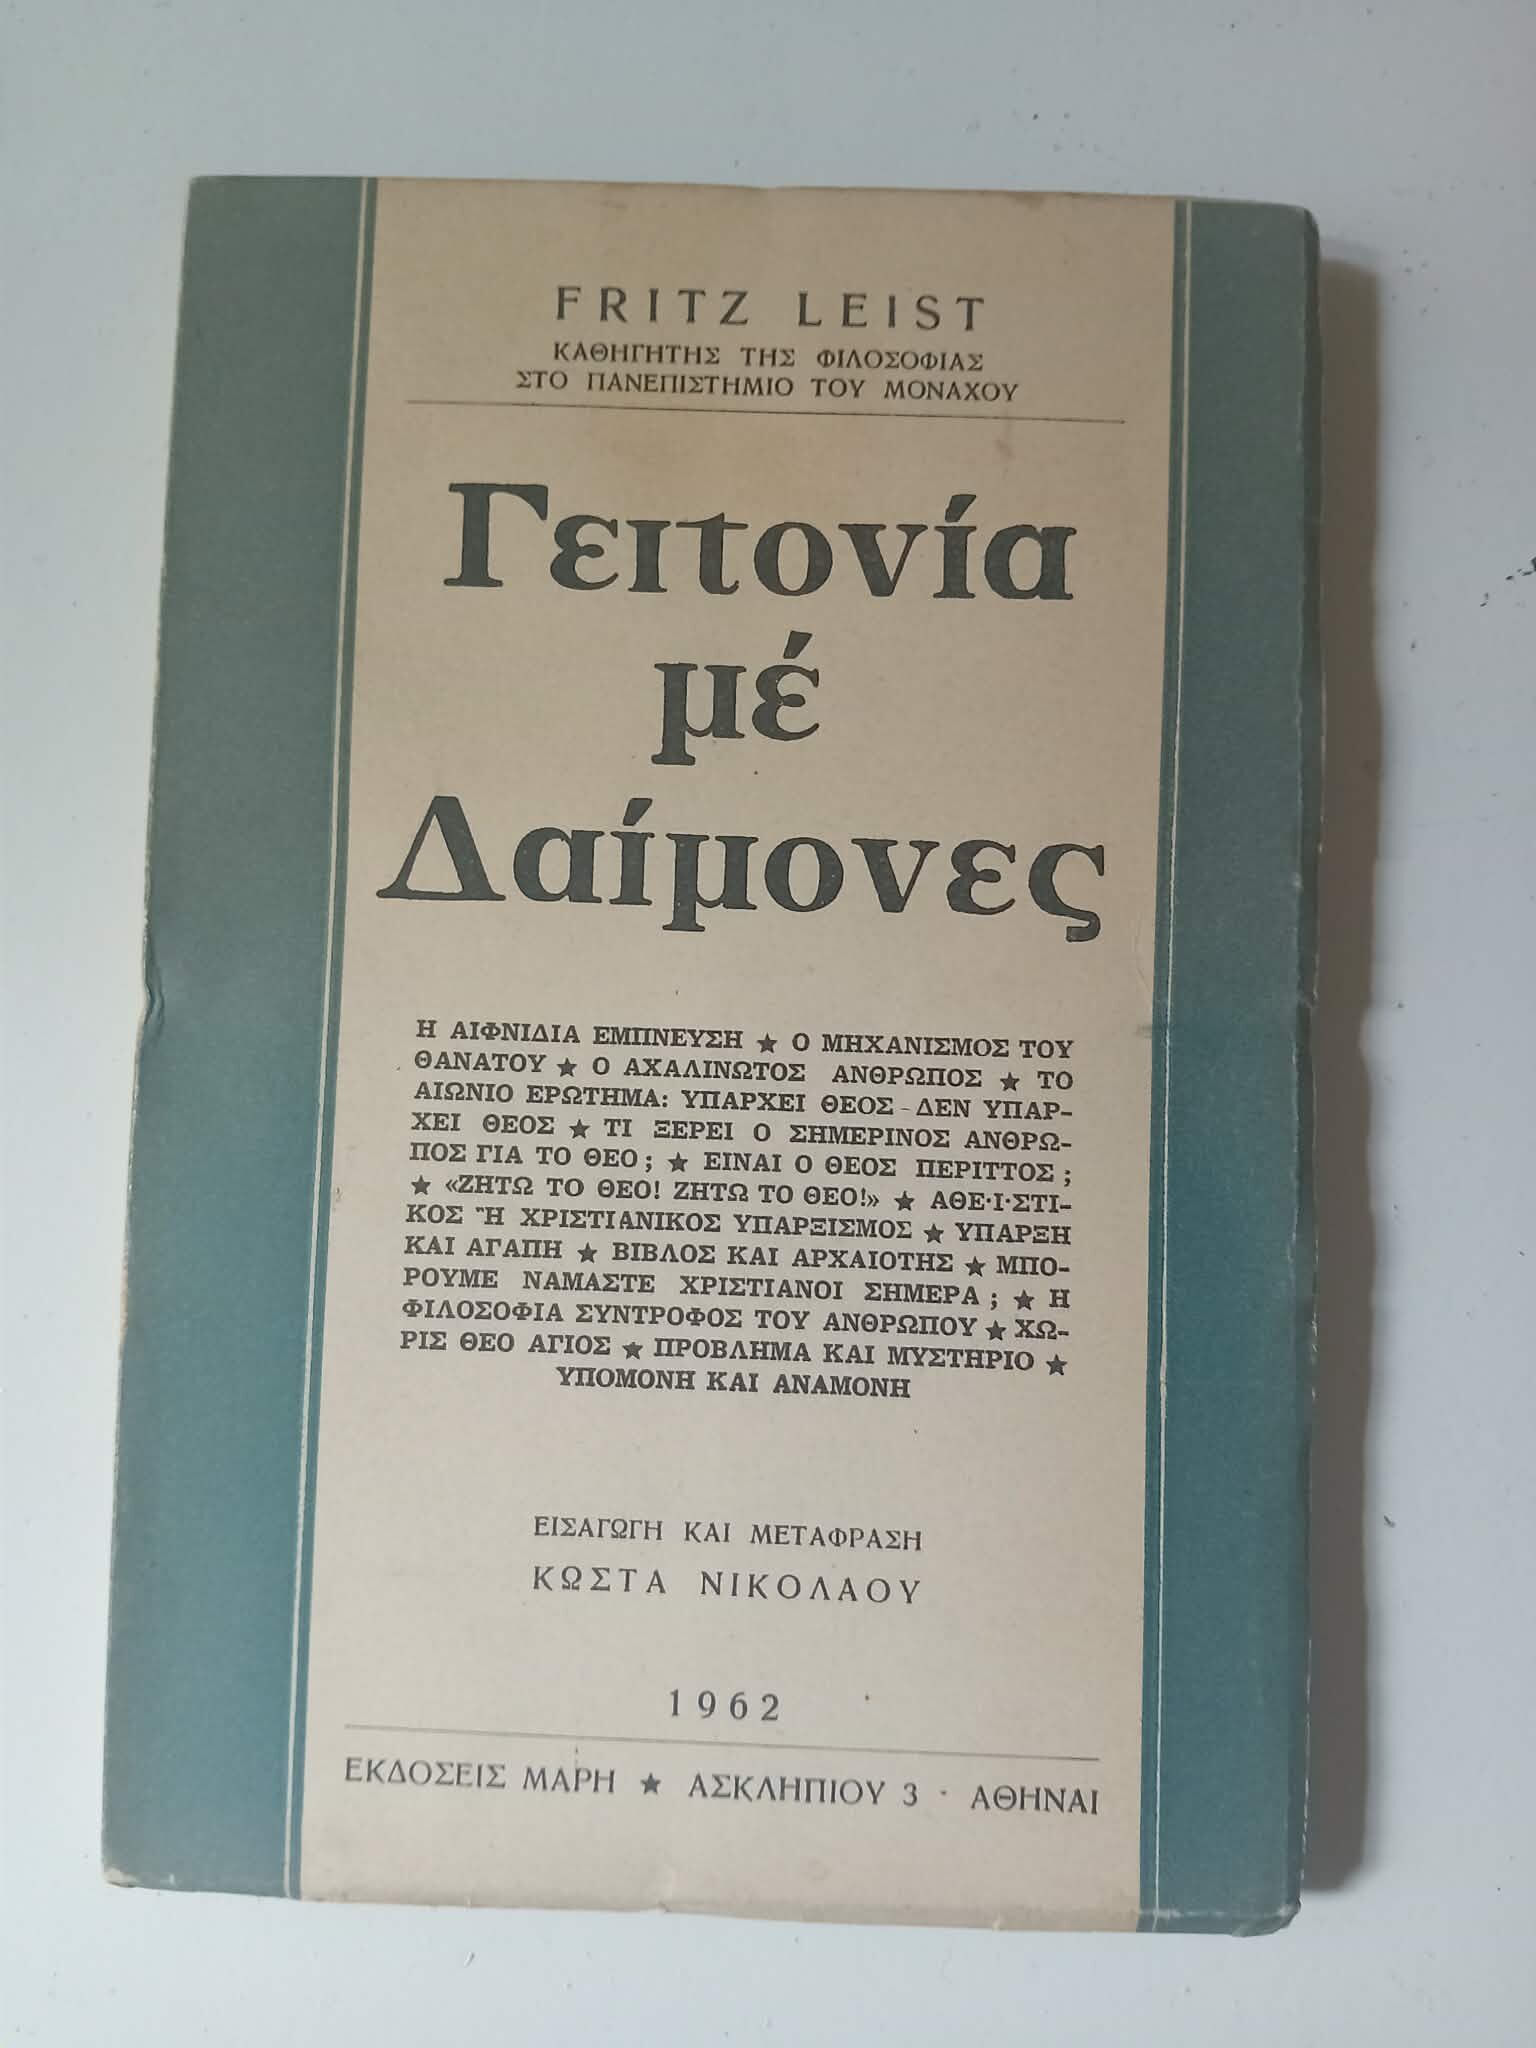 FRITZ LEIST
ΚΑΘΗΓΗΤΗΣ ΤΗΣ ΦΙΛΟΣΟΦΙΑΣ
ΣΤΟ ΠΑΝΕΠΙΣΤΗΜΙΟ ΤΟΥ ΜΟΝΑΧΟΥ
Γειτονία
μέ
Δαίμονες
Η ΑΙΦΝΙΔΙΑ ΕΜΠΝΕΥΣΗ ★ Ο ΜΗΧΑΝΙΣΜΟΣ ΤΟΥ
ΘΑΝΑΤΟΥ ★ Ο ΑΧΑΛΙΝΩΤΟΣ ΑΝΘΡΩΠΟΣ ★ ΤΟ
ΑΙΩΝΙΟ ΕΡΩΤΗΜΑ: ΥΠΑΡΧΕΙ ΘΕΟΣ - ΔΕΝ ΥΠΑΡ-
ΧΕΙ ΘΕΟΣ ★ ΤΙ ΞΕΡΕΙ Ο ΣΗΜΕΡΙΝΟΣ ΑΝΘΡΩ-
ΠΟΣ ΓΙΑ ΤΟ ΘΕΟ; ★ ΕΙΝΑΙ Ο ΘΕΟΣ ΠΕΡΙΤΤΟΣ;
★ «ΖΗΤΩ ΤΟ ΘΕΟ! ΖΗΤΩ ΤΟ ΘΕΟ!» ★ ΑΘΕ·Ι·ΣΤΙ-
ΚΟΣ Ἢ ΧΡΙΣΤΙΑΝΙΚΟΣ ΥΠΑΡΞΙΣΜΟΣ ★ ΥΠΑΡΞΗ
ΚΑΙ ΑΓΑΠΗ ★ ΒΙΒΛΟΣ ΚΑΙ ΑΡΧΑΙΟΤΗΣ ★ ΜΠΟ-
ΡΟΥΜΕ ΝΑΜΑΣΤΕ ΧΡΙΣΤΙΑΝΟΙ ΣΗΜΕΡΑ; ★ Η
ΦΙΛΟΣΟΦΙΑ ΣΥΝΤΡΟΦΟΣ ΤΟΥ ΑΝΘΡΩΠΟΥ ★ ΧΩ-
ΡΙΣ ΘΕΟ ΑΓΙΟΣ ★ ΠΡΟΒΛΗΜΑ ΚΑΙ ΜΥΣΤΗΡΙΟ ★
ΥΠΟΜΟΝΗ ΚΑΙ ΑΝΑΜΟΝΗ
ΕΙΣΑΓΩΓΗ ΚΑΙ ΜΕΤΑΦΡΑΣΗ
ΚΩΣΤΑ ΝΙΚΟΛΑΟΥ
1962
ΕΚΔΟΣΕΙΣ ΜΑΡΗ ★ ΑΣΚΛΗΠΙΟΥ 3 · ΑΘΗΝΑΙ